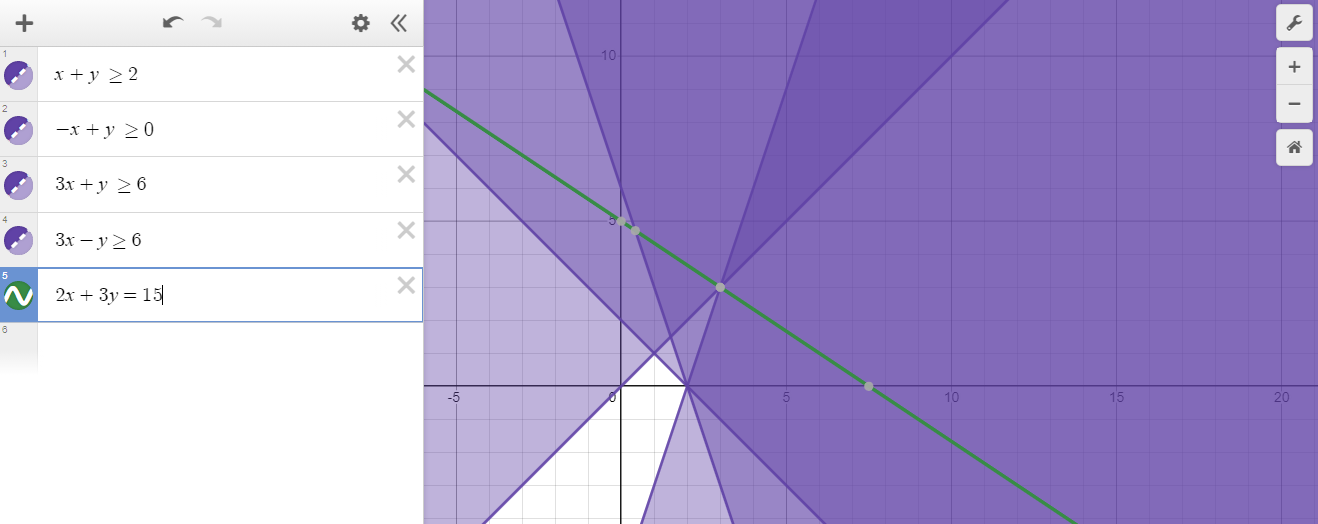 1
x + y ≥ 2
2
−x + y ≥ 0
3
3x + y ≥ 6
4
3x − y ≥ 6
5
2x + 3y = 15
6
10
5
-5 0 5 10 15 20